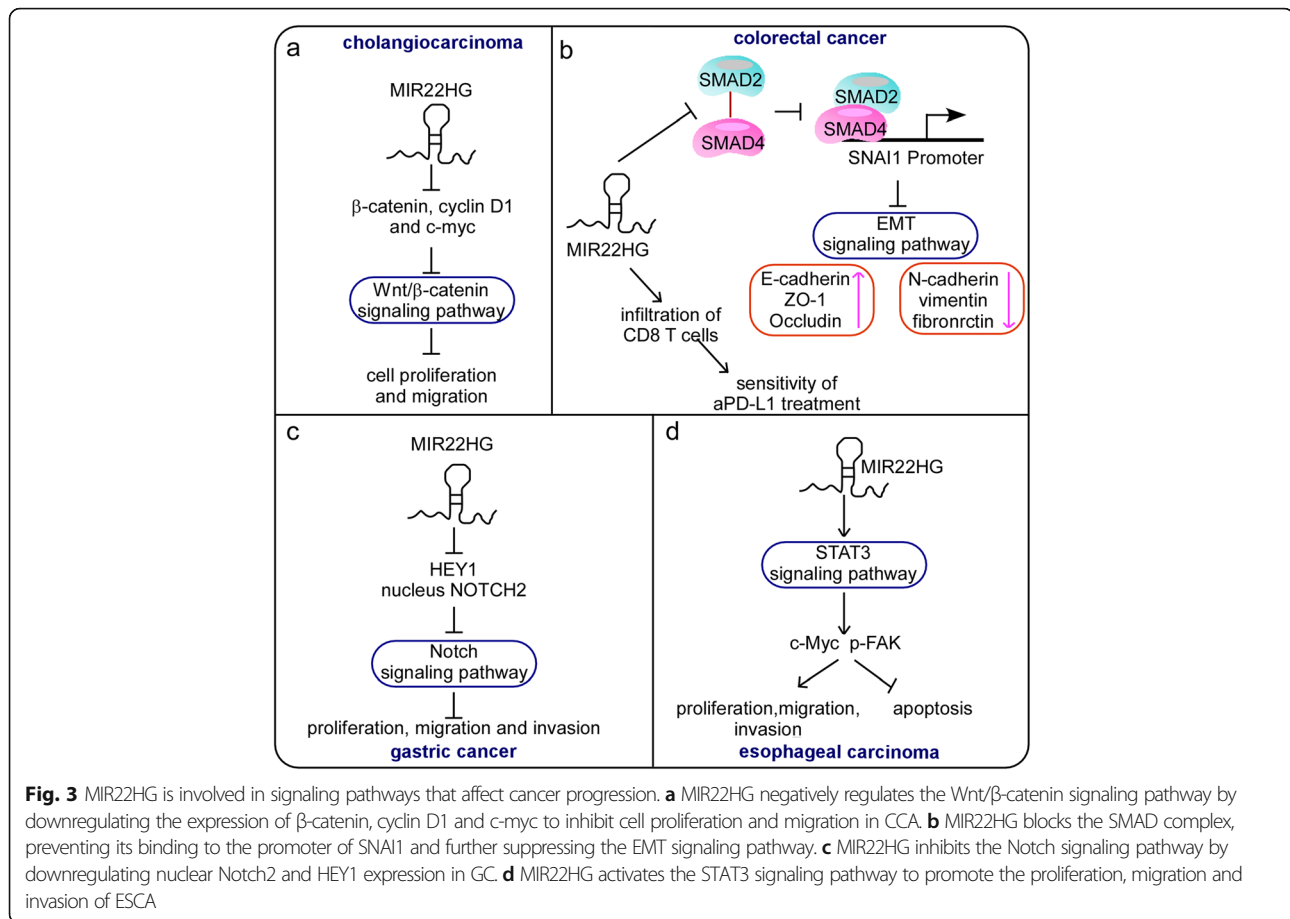 a
cholangiocarcinoma
MIR22HG
β-catenin, cyclin D1
and c-myc
Wnt/β-catenin
signaling pathway
cell proliferation
and migration
b
colorectal cancer
SMAD2
SMAD4
SMAD2
SMAD4
SNAI1 Promoter
MIR22HG
EMT
signaling pathway
E-cadherin
ZO-1
Occludin
N-cadherin
vimentin
fibronrctin
infiltration of
CD8 T cells
sensitivity of
aPD-L1 treatment
c
MIR22HG
HEY1
nucleus NOTCH2
Notch
signaling pathway
proliferation, migration and invasion
gastric cancer
d
MIR22HG
STAT3
signaling pathway
c-Myc p-FAK
proliferation,migration,
invasion
apoptosis
esophageal carcinoma
Fig. 3 MIR22HG is involved in signaling pathways that affect cancer progression. a MIR22HG negatively regulates the Wnt/β-catenin signaling pathway by
downregulating the expression of β-catenin, cyclin D1 and c-myc to inhibit cell proliferation and migration in CCA. b MIR22HG blocks the SMAD complex,
preventing its binding to the promoter of SNAI1 and further suppressing the EMT signaling pathway. c MIR22HG inhibits the Notch signaling pathway by
downregulating nuclear Notch2 and HEY1 expression in GC. d MIR22HG activates the STAT3 signaling pathway to promote the proliferation, migration and
invasion of ESCA